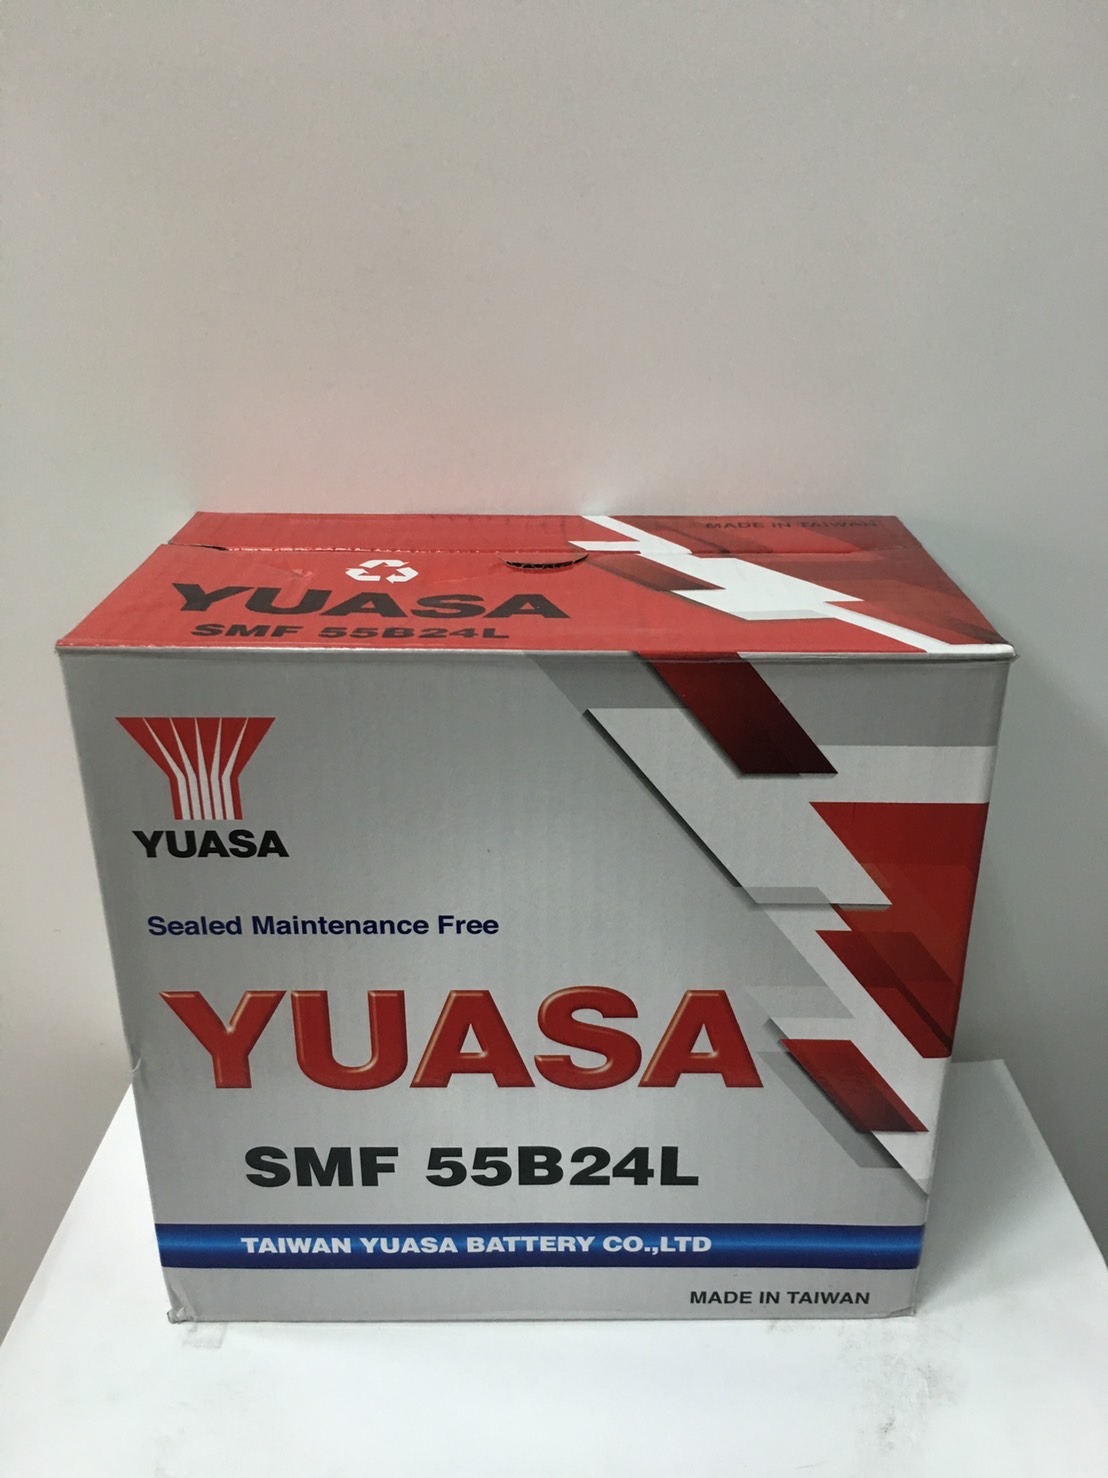 MADE IN TAIWAN
YUASA
SMF 55B24L
YUASA
Sealed Maintenance Free
YUASA
SMF 55B24L
TAIWAN YUASA BATTERY CO.,LTD
MADE IN TAIWAN